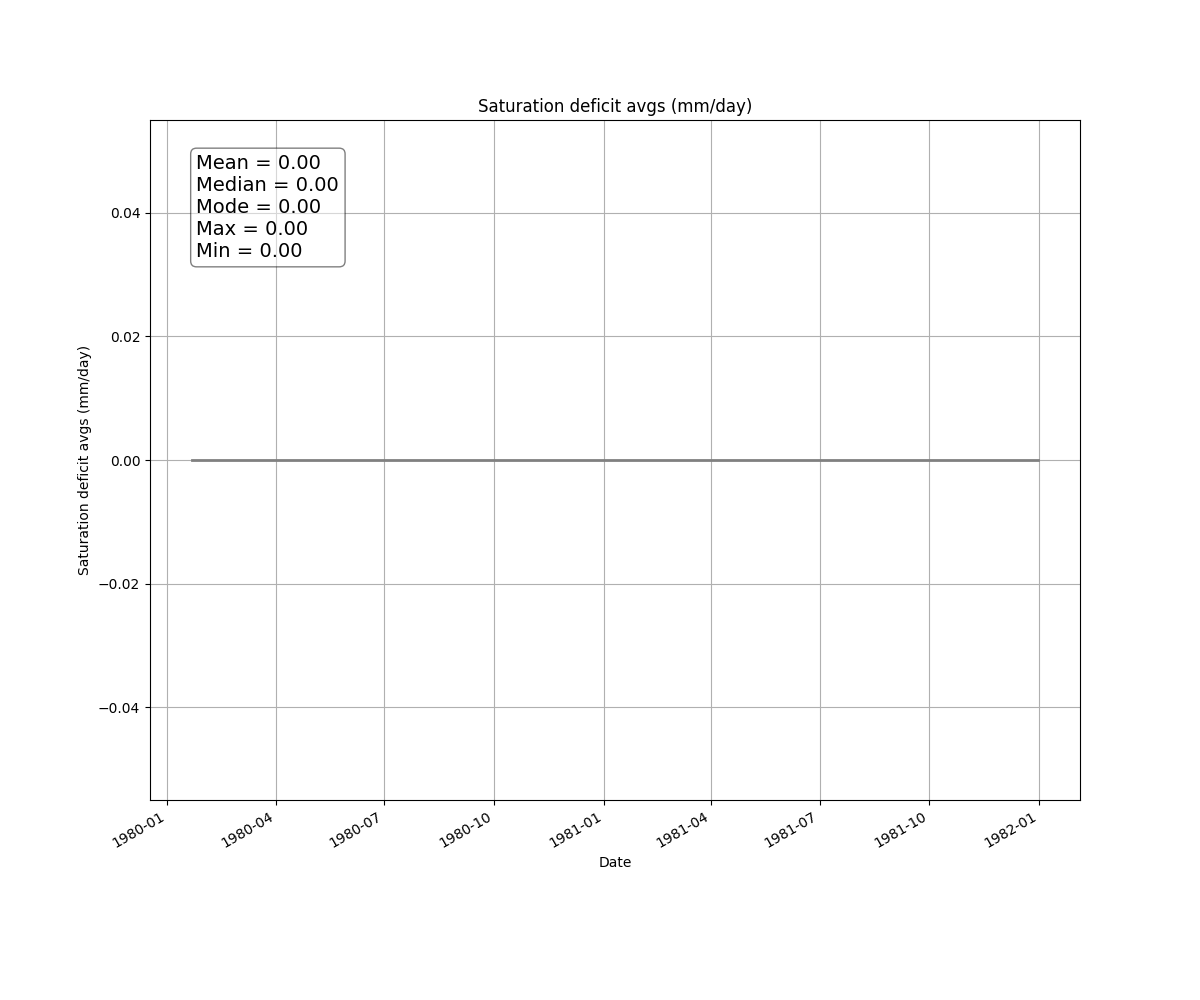 Saturation deficit avgs (mm/day)
Mean = 0.00
Median = 0.00
Mode = 0.00
Max = 0.00
Min = 0.00
0.04
0.02
0.00
−0.02
−0.04
Saturation deficit avgs (mm/day)
1980-01
1980-04
1980-07
1980-10
1981-01
1981-04
1981-07
1981-10
1982-01
Date